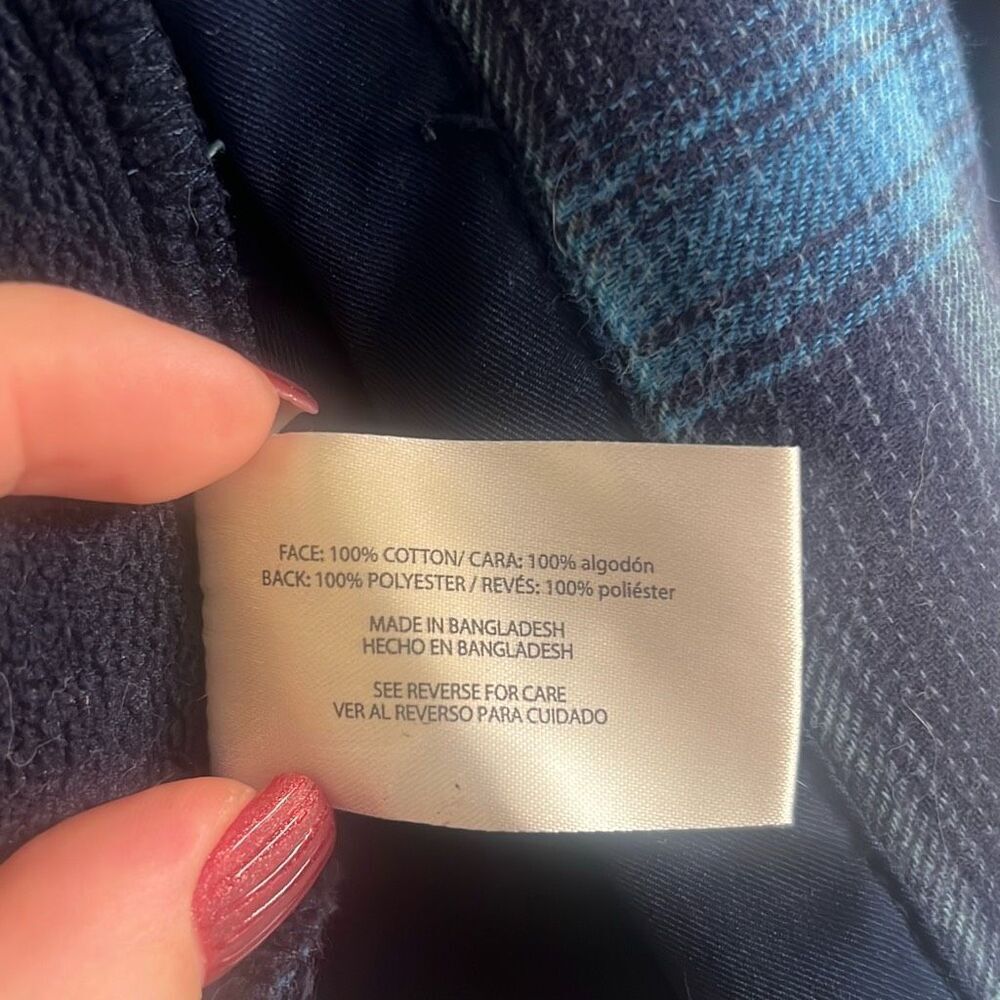 FACE: 100% COTTON/ CARA: 100% algodón
BACK: 100% POLYESTER / REVÉS: 100% poliéster
MADE IN BANGLADESH
HECHO EN BANGLADESH
SEE REVERSE FOR CARE
VER AL REVERSO PARA CUIDADO